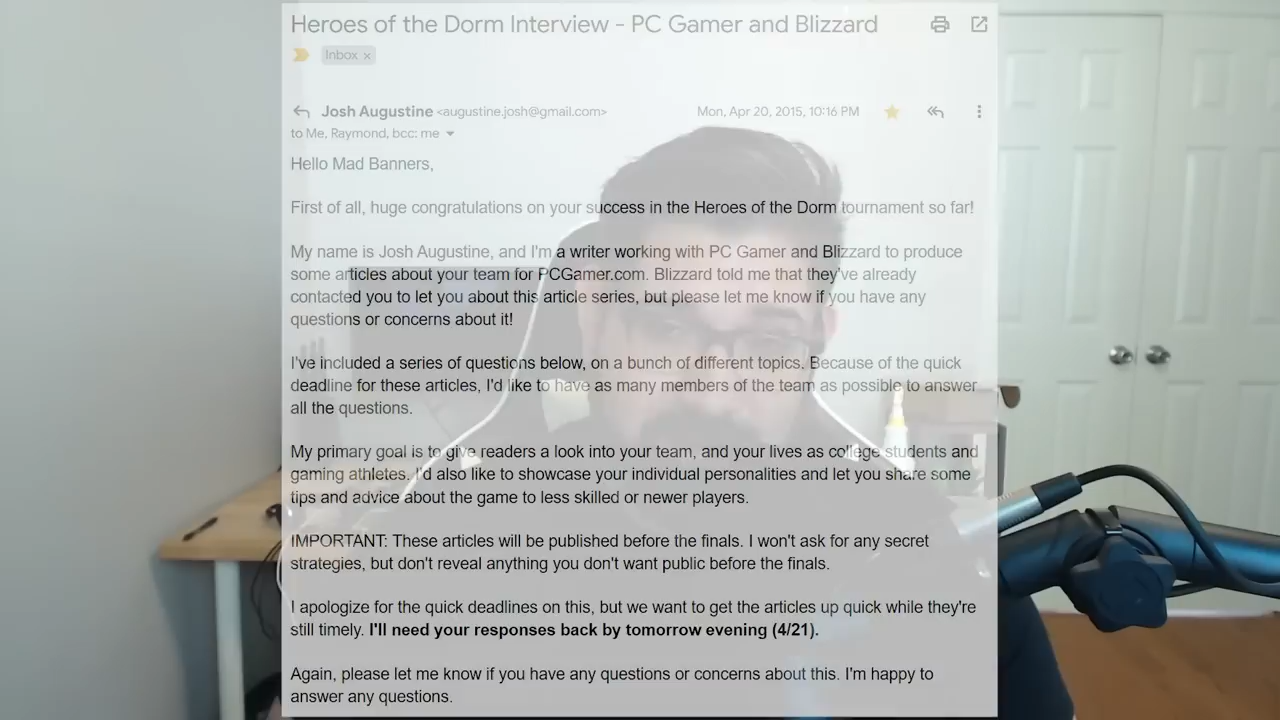 Heroes of the Dorm Interview - PC Gamer and Blizzard
Inbox x
Josh Augustine <augustine.josh@gmail.com> Mon, Apr 20, 2015, 10:16 PM
to Me, Raymond, bcc: me
Hello Mad Banners,
First of all, huge congratulations on your success in the Heroes of the Dorm tournament so far!
My name is Josh Augustine, and I'm a writer working with PC Gamer and Blizzard to produce
some articles about your team for PCGamer.com. Blizzard told me that they've already
contacted you to let you about this article series, but please let me know if you have any
questions or concerns about it!
I've included a series of questions below, on a bunch of different topics. Because of the quick
deadline for these articles, I'd like to have as many members of the team as possible to answer
all the questions.
My primary goal is to give readers a look into your team, and your lives as college students and
gaming athletes. I'd also like to showcase your individual personalities and let you share some
tips and advice about the game to less skilled or newer players.
IMPORTANT: These articles will be published before the finals. I won't ask for any secret
strategies, but don't reveal anything you don't want public before the finals.
I apologize for the quick deadlines on this, but we want to get the articles up quick while they're
still timely. I'll need your responses back by tomorrow evening (4/21).
Again, please let me know if you have any questions or concerns about this. I'm happy to
answer any questions.